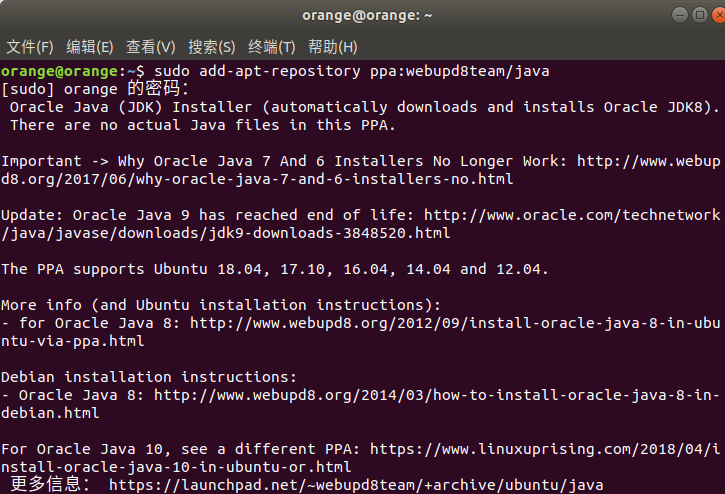 orange@orange: ~
文件(F) 编辑(E) 查看(V) 搜索(S) 终端(T) 帮助(H)
orange@orange:~$ sudo add-apt-repository ppa:webupd8team/java
[sudo] orange 的密码：
Oracle Java (JDK) Installer (automatically downloads and installs Oracle JDK8).
There are no actual Java files in this PPA.
Important -> Why Oracle Java 7 And 6 Installers No Longer Work: http://www.webup
d8.org/2017/06/why-oracle-java-7-and-6-installers-no.html
Update: Oracle Java 9 has reached end of life: http://www.oracle.com/technetwork
/java/javase/downloads/jdk9-downloads-3848520.html
The PPA supports Ubuntu 18.04, 17.10, 16.04, 14.04 and 12.04.
More info (and Ubuntu installation instructions):
- for Oracle Java 8: http://www.webupd8.org/2012/09/install-oracle-java-8-in-ubu
ntu-via-ppa.html
Debian installation instructions:
- Oracle Java 8: http://www.webupd8.org/2014/03/how-to-install-oracle-java-8-in-
debian.html
For Oracle Java 10, see a different PPA: https://www.linuxuprising.com/2018/04/i
nstall-oracle-java-10-in-ubuntu-or.html
更多信息： https://launchpad.net/~webupd8team/+archive/ubuntu/java